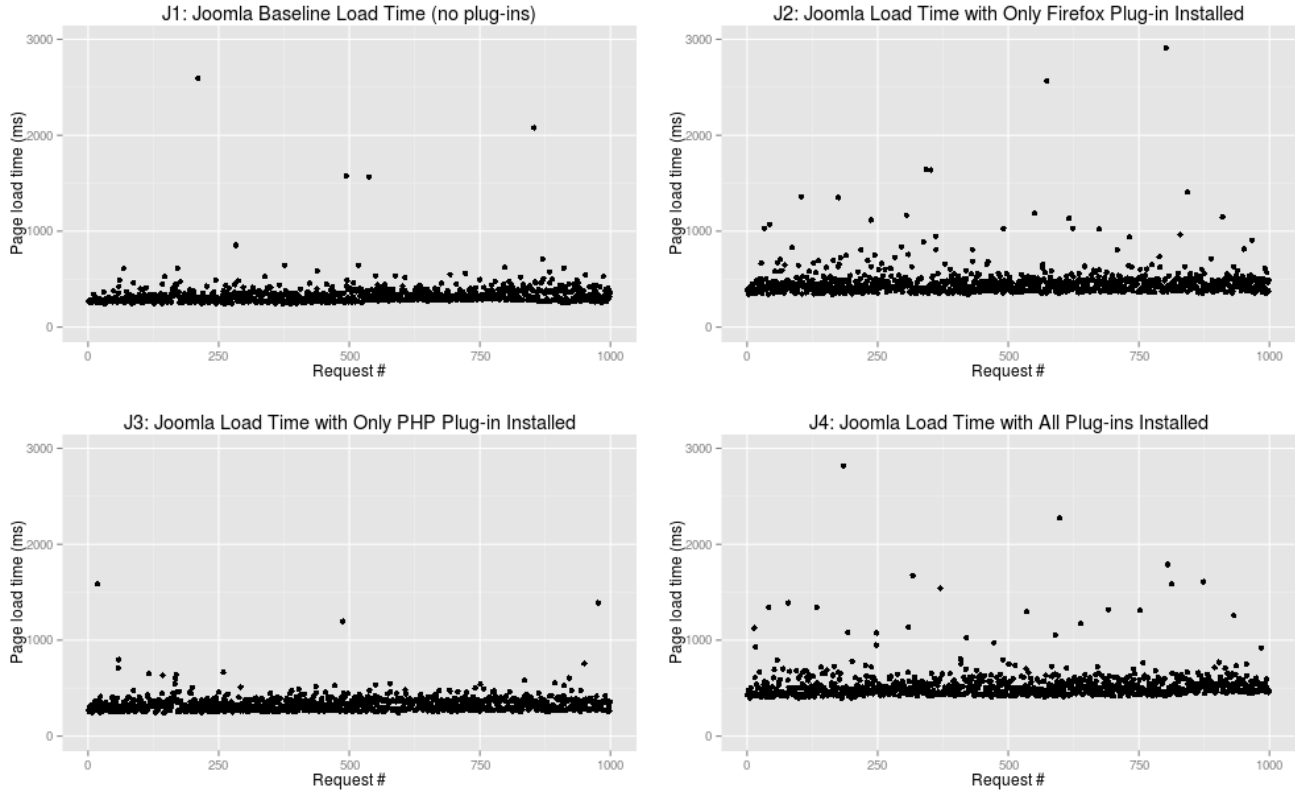 J1: Joomla Baseline Load Time (no plug-ins)
3000
2000
1000
0
Page load time (ms)
0 250 500 750 1000
Request #
J2: Joomla Load Time with Only Firefox Plug-in Installed
3000
2000
1000
0
Page load time (ms)
0 250 500 750 1000
Request #
J3: Joomla Load Time with Only PHP Plug-in Installed
3000
2000
1000
0
Page load time (ms)
0 250 500 750 1000
Request #
J4: Joomla Load Time with All Plug-ins Installed
3000
2000
1000
0
Page load time (ms)
0 250 500 750 1000
Request #